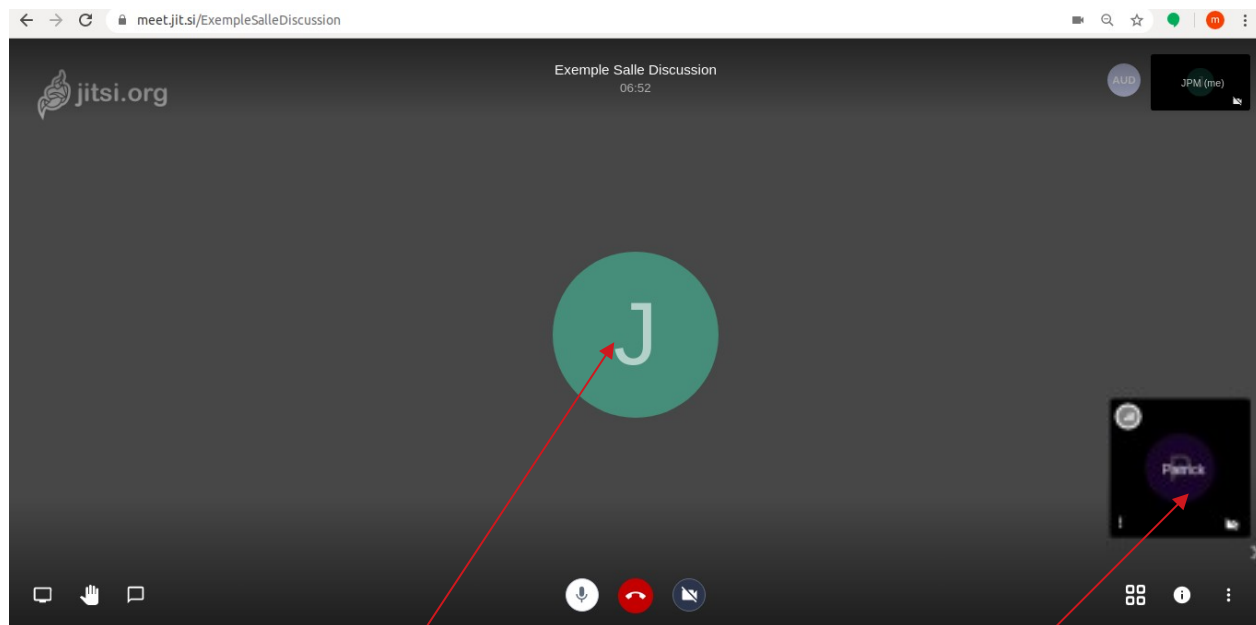 meet.jit.si/ExempleSalleDiscussion
m
jitsi.org
Exemple Salle Discussion
06:52
AUD
JPM (me)
J
Patrick